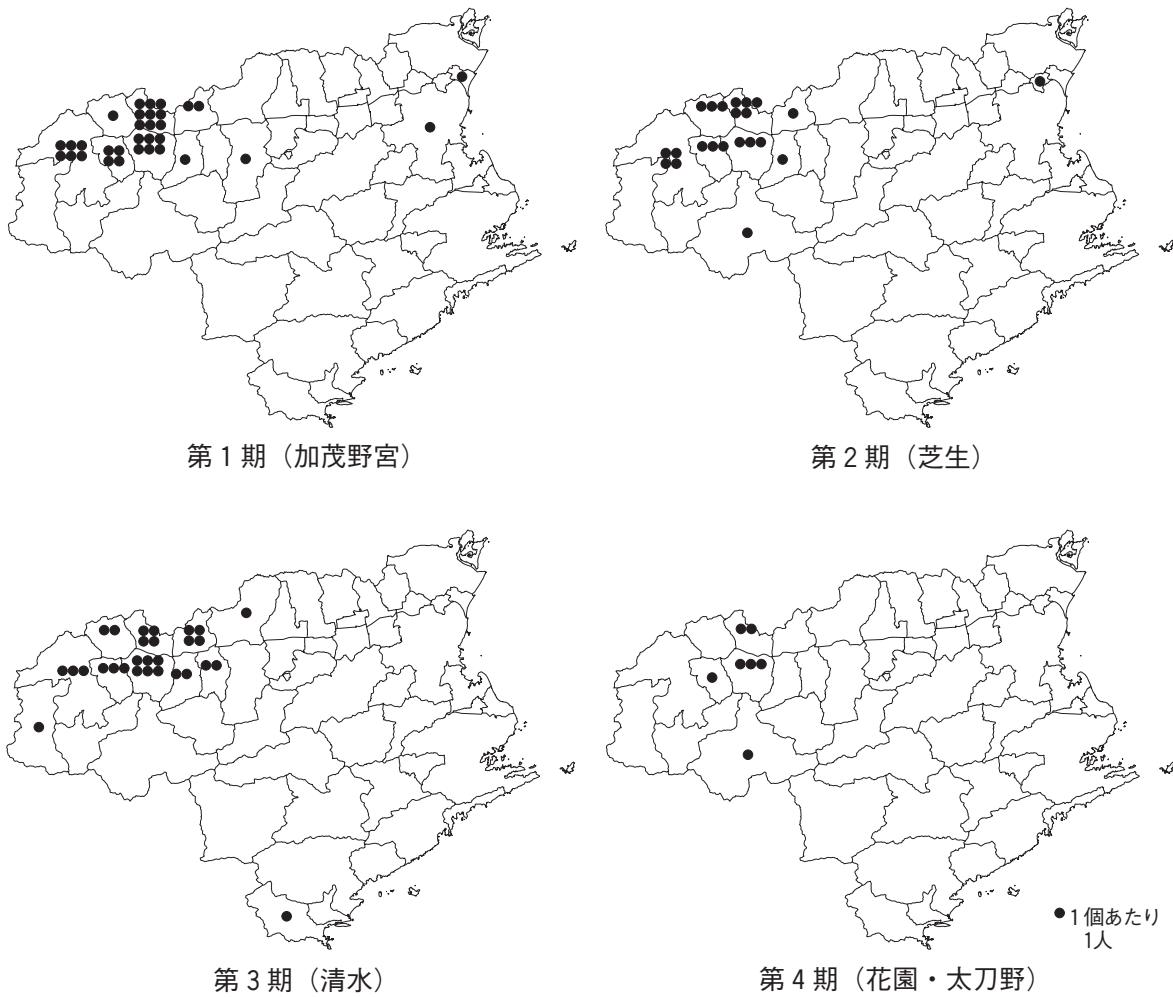 第1期（加茂野宮）
第2期（芝生）
第3期（清水）
第4期（花園・太刀野）
●1個あたり
1人